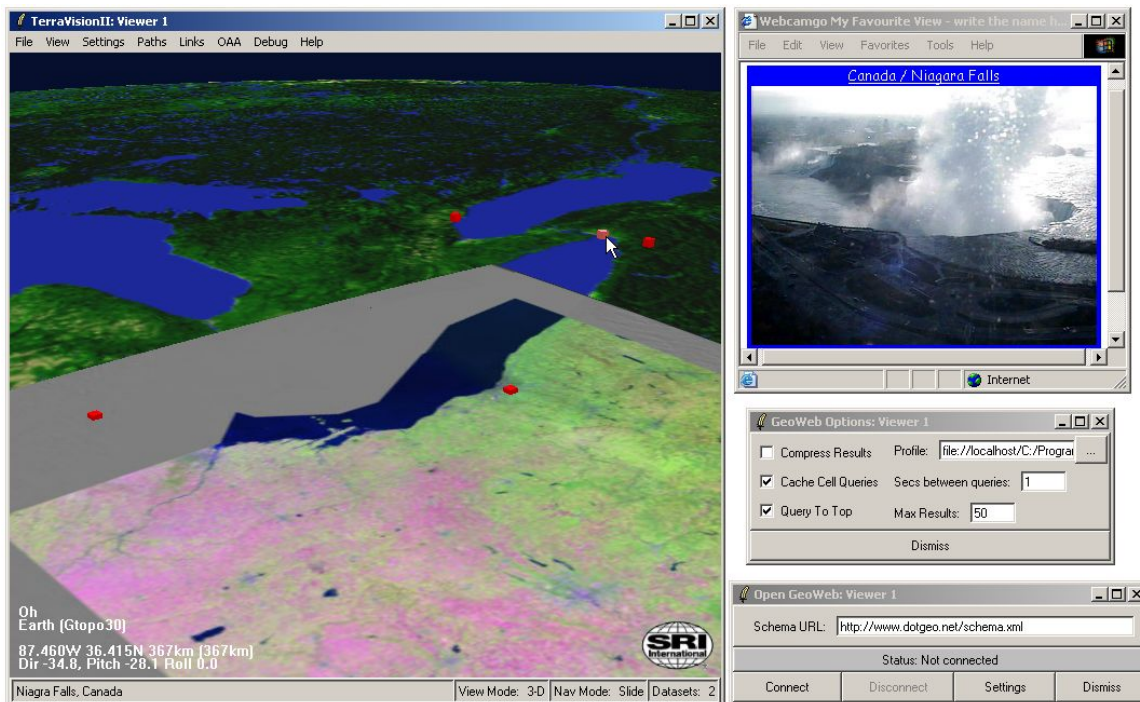 TerraVisionII: Viewer 1
File View Settings Paths Links OAA Debug Help
Oh
Earth (Gtopo30)
87.460W 36.415N 367km (367km)
Dir -34.8, Pitch -28.1 Roll 0.0
SRI
International
Niagra Falls, Canada
View Mode: 3-D
Nav Mode: Slide
Datasets: 2
Webcamgo My Favourite View - write the name h...
File Edit View Favorites Tools Help
Canada / Niagara Falls
Internet
GeoWeb Options: Viewer 1
Compress Results Profile: file://localhost/C:/Program ...
Cache Cell Queries Secs between queries: 1
Query To Top Max Results: 50
Dismiss
Open GeoWeb: Viewer 1
Schema URL: http://www.dotgeo.net/schema.xml
Status: Not connected
Connect Disconnect Settings Dismiss